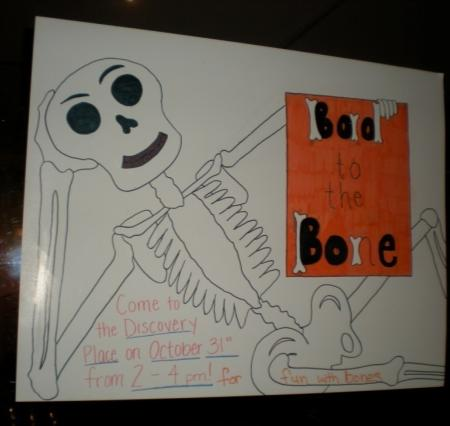 Bad
to
the
Bone
Come to
the Discovery
Place on October 31st
from 2 - 4 pm! for fun with bones